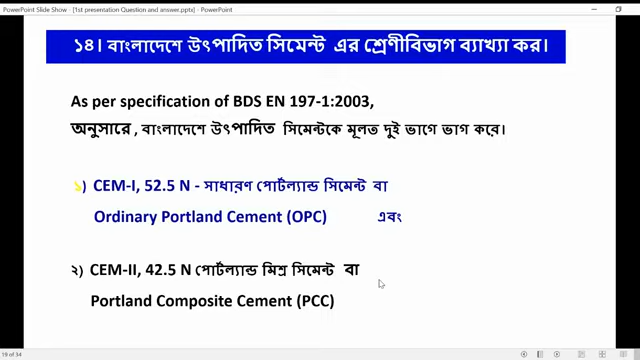 PowerPoint Slide Show - [1st presentation Question and answer.pptx] - PowerPoint
১৪। বাংলাদেশে উৎপাদিত সিমেন্ট এর শ্রেণীবিভাগ ব্যাখ্যা কর।
As per specification of BDS EN 197-1:2003,
অনুসারে , বাংলাদেশে উৎপাদিত সিমেন্টকে মূলত দুই ভাগে ভাগ করে।
১) CEM-I, 52.5 N - সাধারণ পোর্টল্যান্ড সিমেন্ট বা
Ordinary Portland Cement (OPC) এবং
২) CEM-II, 42.5 N পোর্টল্যান্ড মিশ্র সিমেন্ট বা
Portland Composite Cement (PCC)
19 of 34